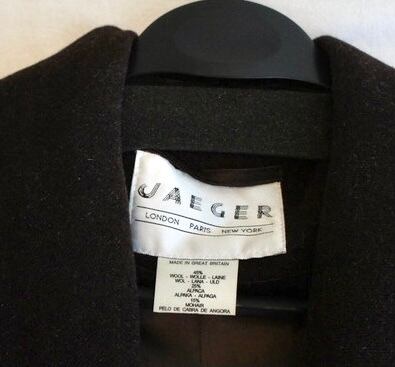 JAEGER
LONDON PARIS NEW YORK
MADE IN GREAT BRITAIN
45%
WOOL - WOLLE - LAINE
WOL - LANA - ULD
25%
ALPACA
ALPAKA - ALPAGA
15%
MOHAIR
PELO DE CABRA DE ANGORA